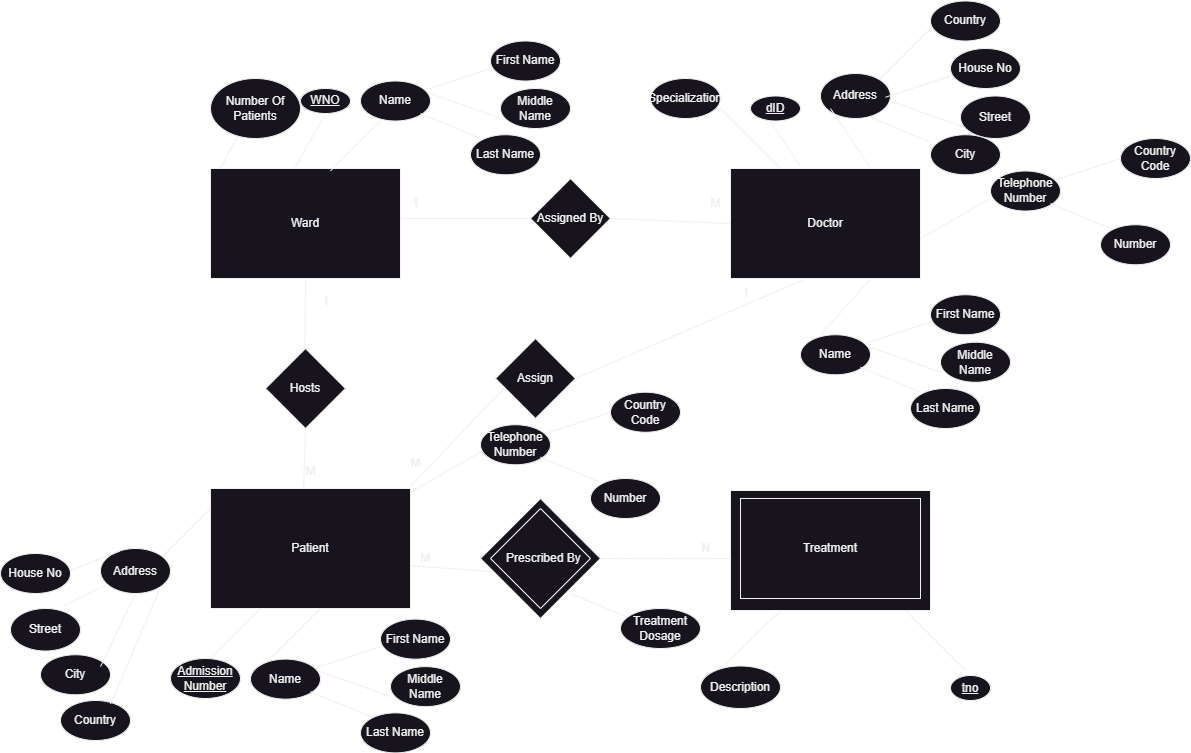 Country
First Name
House No
Number Of
Patients
WNO
Name
Middle
Name
Specialization
dID
Address
Street
Last Name
City
Country
Code
Telephone
Number
Ward
1
Assigned By
M
Doctor
Number
1
1
First Name
Name
Middle
Name
Last Name
Hosts
Assign
Country
Code
Telephone
Number
M
M
Number
Patient
M
Prescribed By
N
Treatment
House No
Address
Street
Treatment
Dosage
First Name
City
Admission
Number
Name
Middle
Name
Description
tno
Country
Last Name